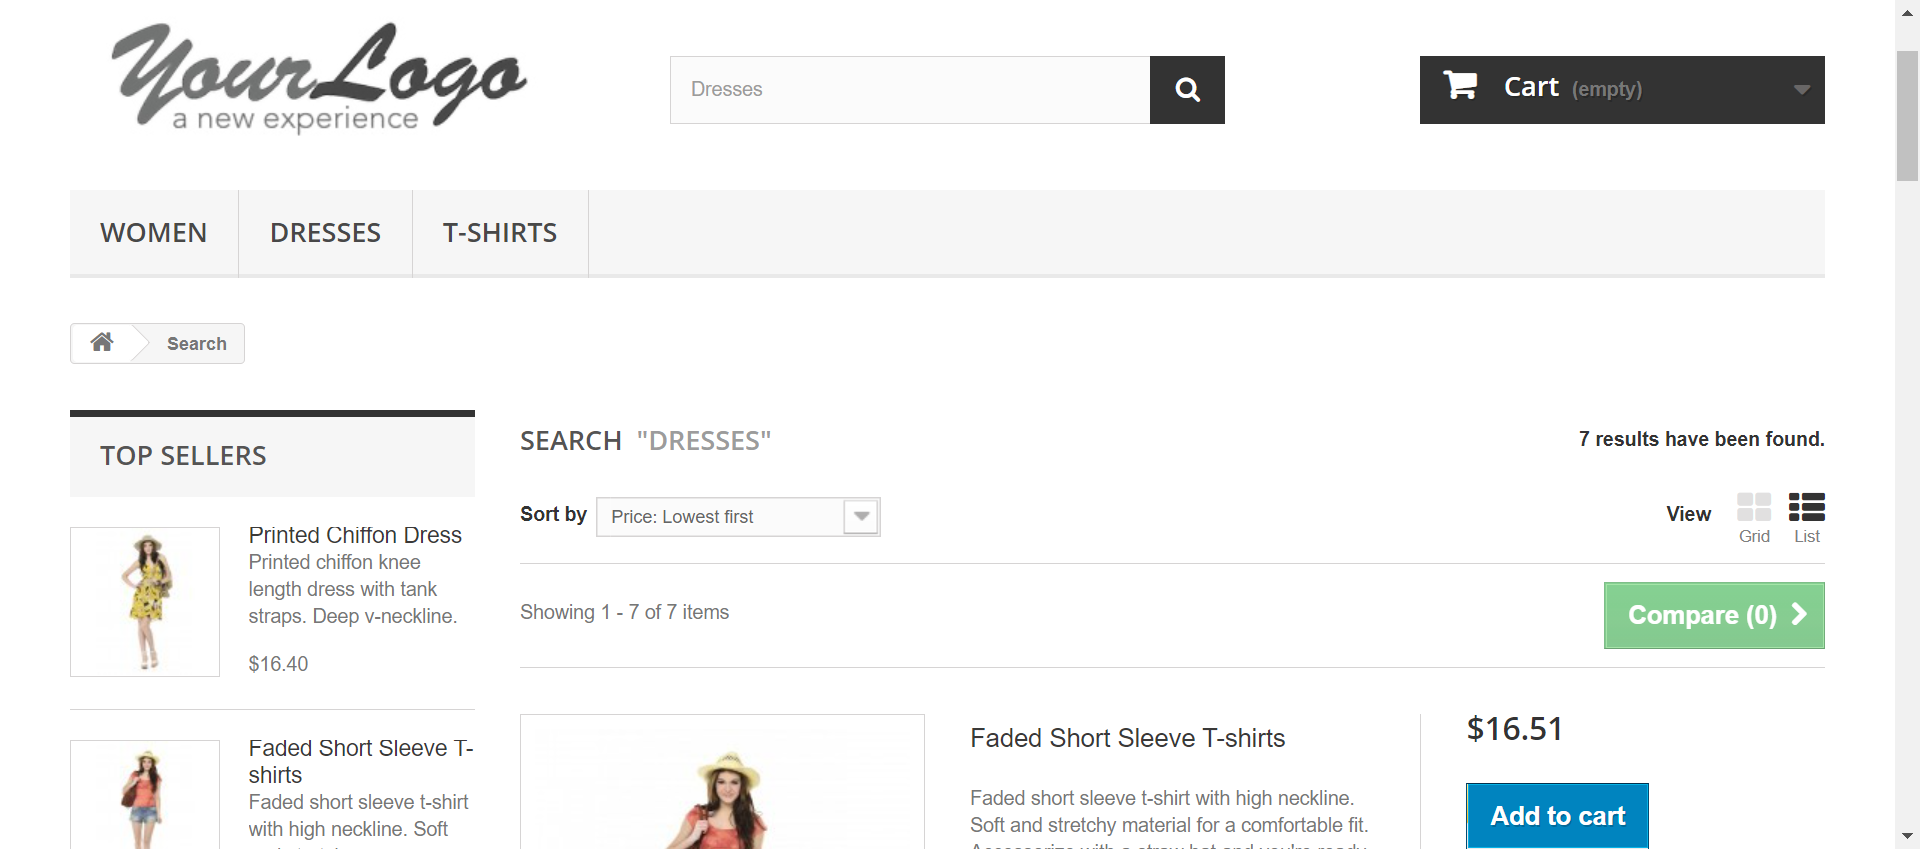 YourLogo
a new experience
Dresses
Cart (empty)
WOMEN
DRESSES
T-SHIRTS
Search
TOP SELLERS
Printed Chiffon Dress
Printed chiffon knee
length dress with tank
straps. Deep v-neckline.
$16.40
Faded Short Sleeve T-
shirts
Faded short sleeve t-shirt
with high neckline. Soft
SEARCH "DRESSES"
7 results have been found.
Sort by Price: Lowest first
View
Grid
List
Showing 1 - 7 of 7 items
Compare (0)
Faded Short Sleeve T-shirts
Faded short sleeve t-shirt with high neckline.
Soft and stretchy material for a comfortable fit.
$16.51
Add to cart